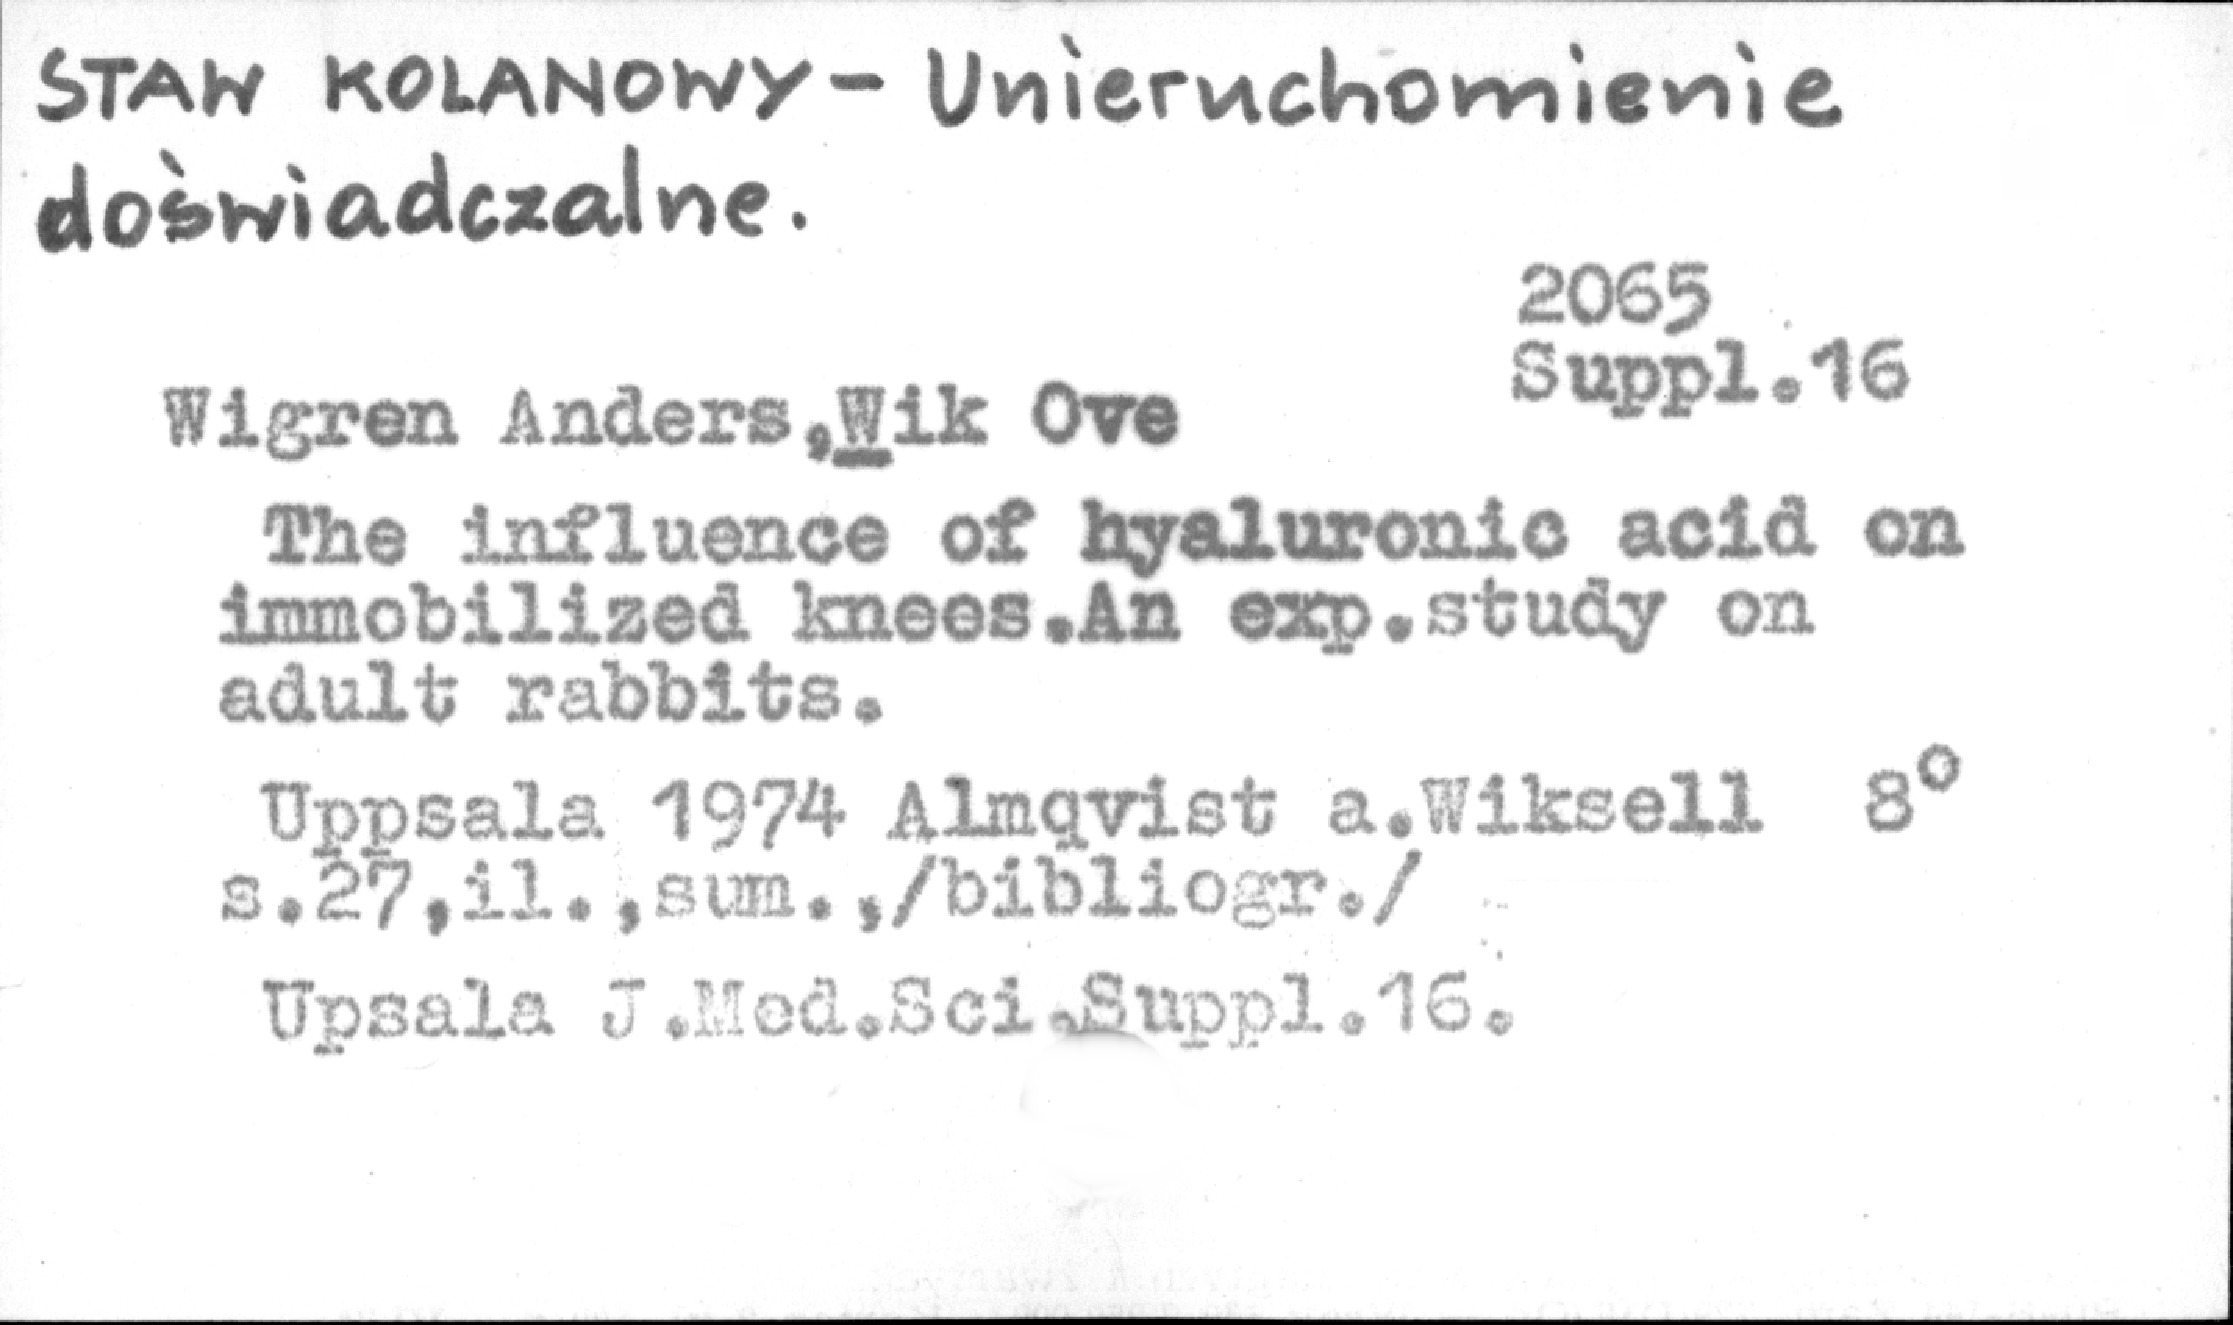 STAW KOLANOWY - Unieruchomienie
doświadczalne.
2065
Suppl.16
Wigren Anders,Wik Ove
The influence of hyaluronic acid on
immobilized knees.An exp.study on
adult rabbits.
Uppsala 1974 Almqvist a.Wiksell 8°
s.27,il.,sum.,/bibliogr./
Upsala J.Med.Sci.Suppl.16.